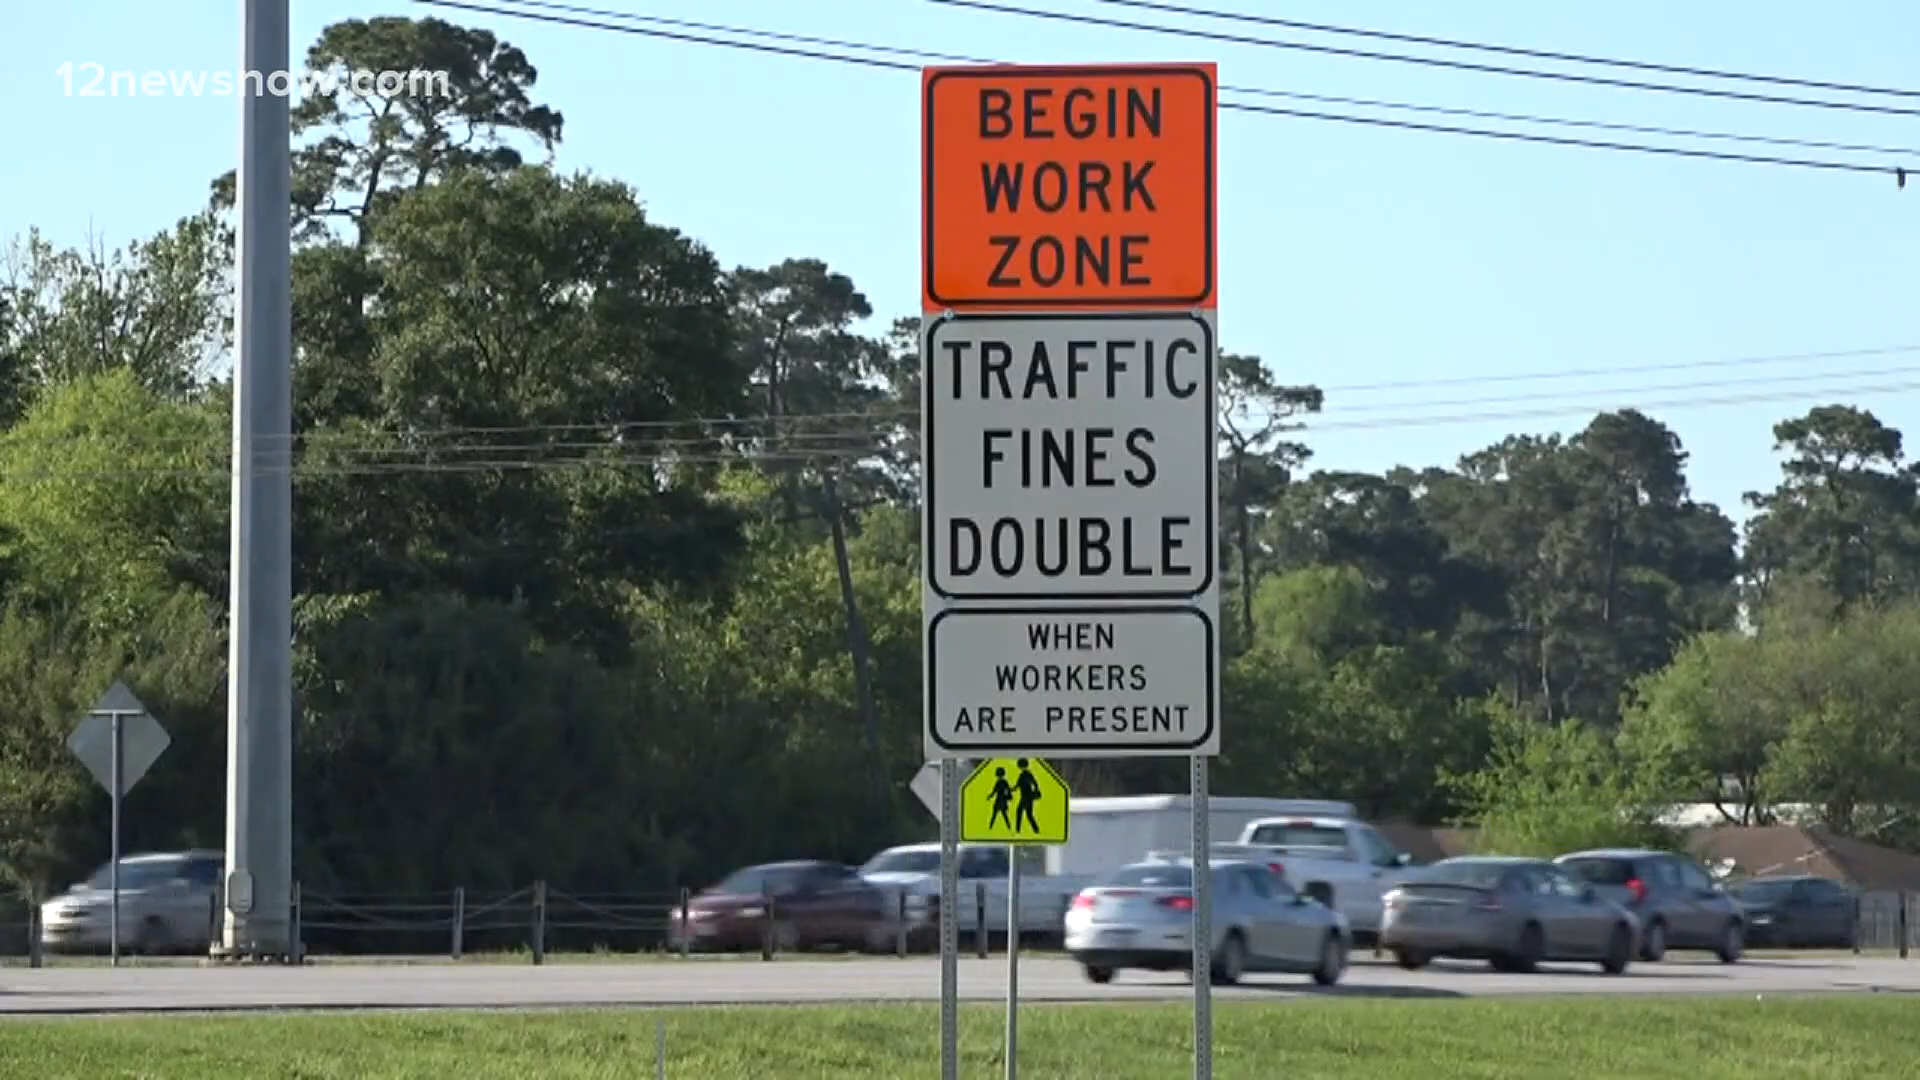 12newsnow.com
BEGIN
WORK
ZONE
TRAFFIC
FINES
DOUBLE
WHEN
WORKERS
ARE PRESENT